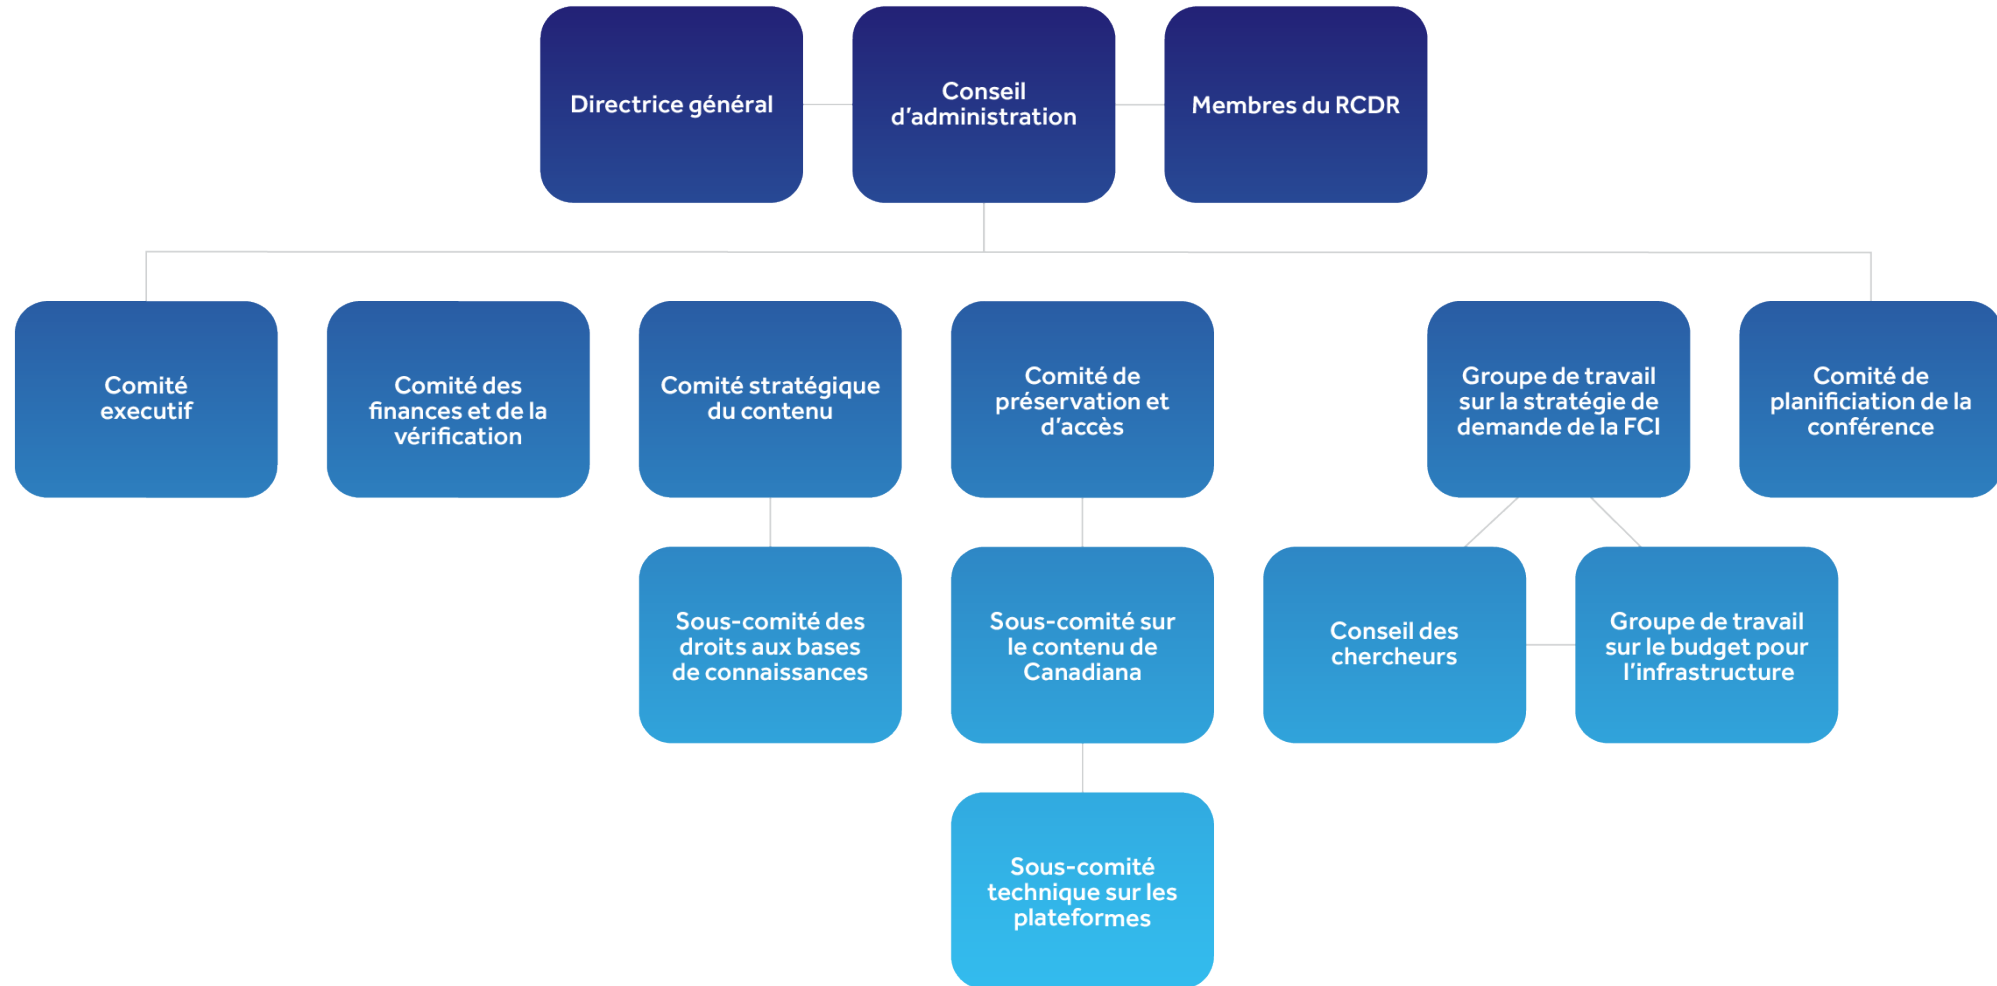 Directrice général
Conseil
d'administration
Membres du RCDR
Comité
executif
Comité des
finances et de la
vérification
Comité stratégique
du contenu
Comité de
préservation et
d'accès
Groupe de travail
sur la stratégie de
demande de la FCI
Comité de
planificiation de la
conférence
Sous-comité des
droits aux bases
de connaissances
Sous-comité sur
le contenu de
Canadiana
Conseil des
chercheurs
Groupe de travail
sur le budget pour
l'infrastructure
Sous-comité
technique sur les
plateformes